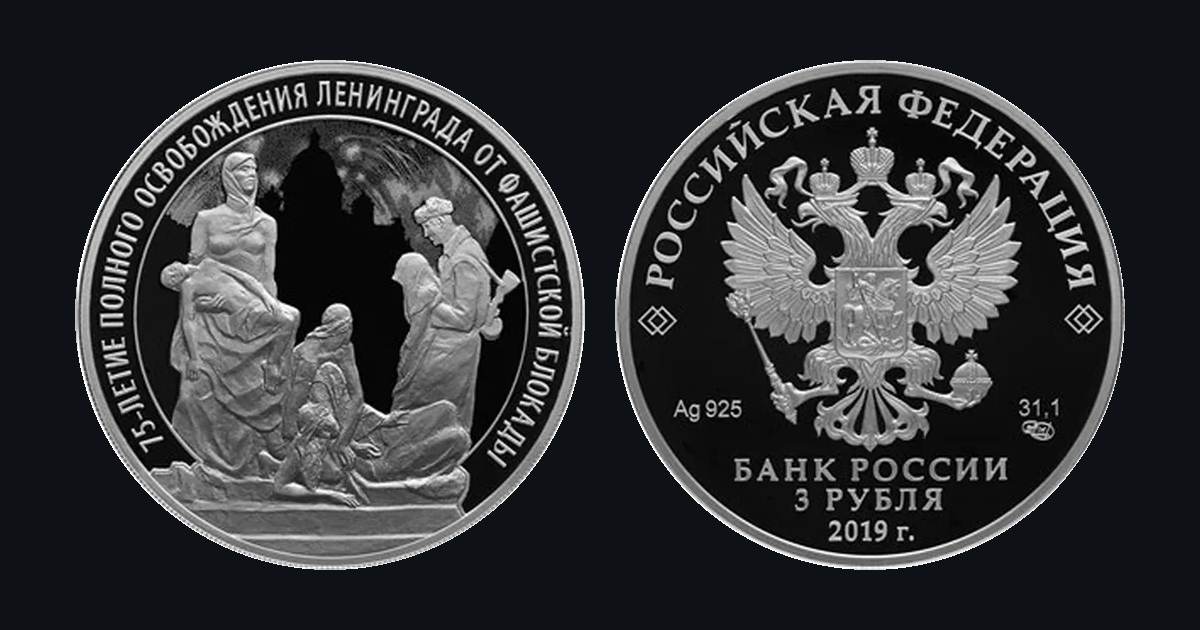 75-ЛЕТИЕ ПОЛНОГО ОСВОБОЖДЕНИЯ ЛЕНИНГРАДА ОТ ФАШИСТСКОЙ БЛОКАДЫ
РОССИЙСКАЯ ФЕДЕРАЦИЯ
Ag 925
31,1
БАНК РОССИИ
3 РУБЛЯ
2019 г.